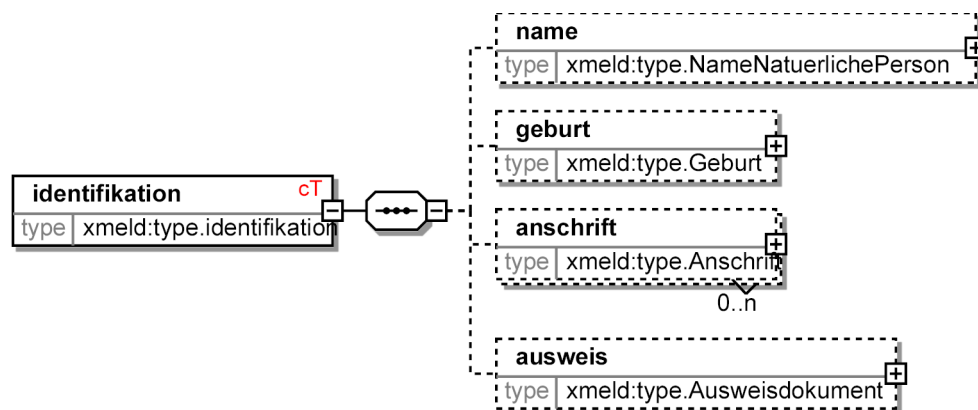 name
type xmeld:type.NameNatuerlichePerson
geburt
type xmeld:type.Geburt
identifikation cT
type xmeld:type.identifikation
anschrift
type xmeld:type.Anschrift
0..n
ausweis
type xmeld:type.Ausweisdokument